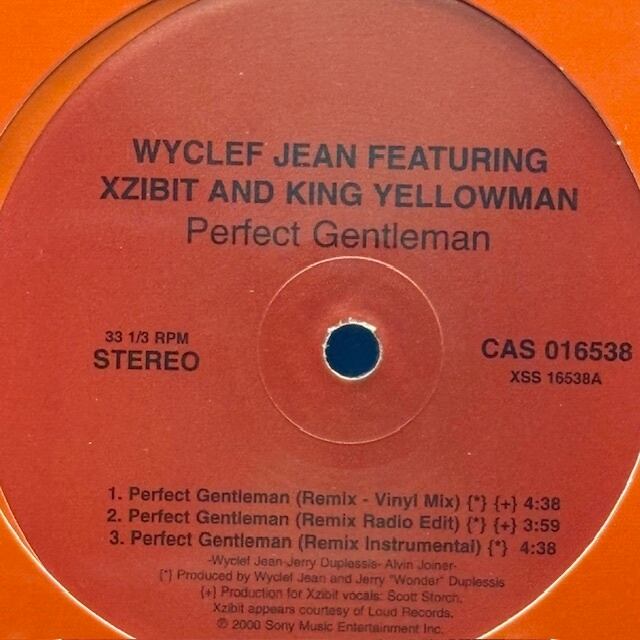 WYCLEF JEAN FEATURING
XZIBIT AND KING YELLOWMAN
Perfect Gentleman
33 1/3 RPM
STEREO
CAS 016538
XSS 16538A
1. Perfect Gentleman (Remix - Vinyl Mix) {*} {+} 4:38
2. Perfect Gentleman (Remix Radio Edit) {*} {+} 3:59
3. Perfect Gentleman (Remix Instrumental) {*} 4:38
-Wyclef Jean-Jerry Duplessis- Alvin Joiner-
{*} Produced by Wyclef Jean and Jerry "Wonder" Duplessis
{+} Production for Xzibit vocals: Scott Storch.
Xzibit appears courtesy of Loud Records.
℗ 2000 Sony Music Entertainment Inc.